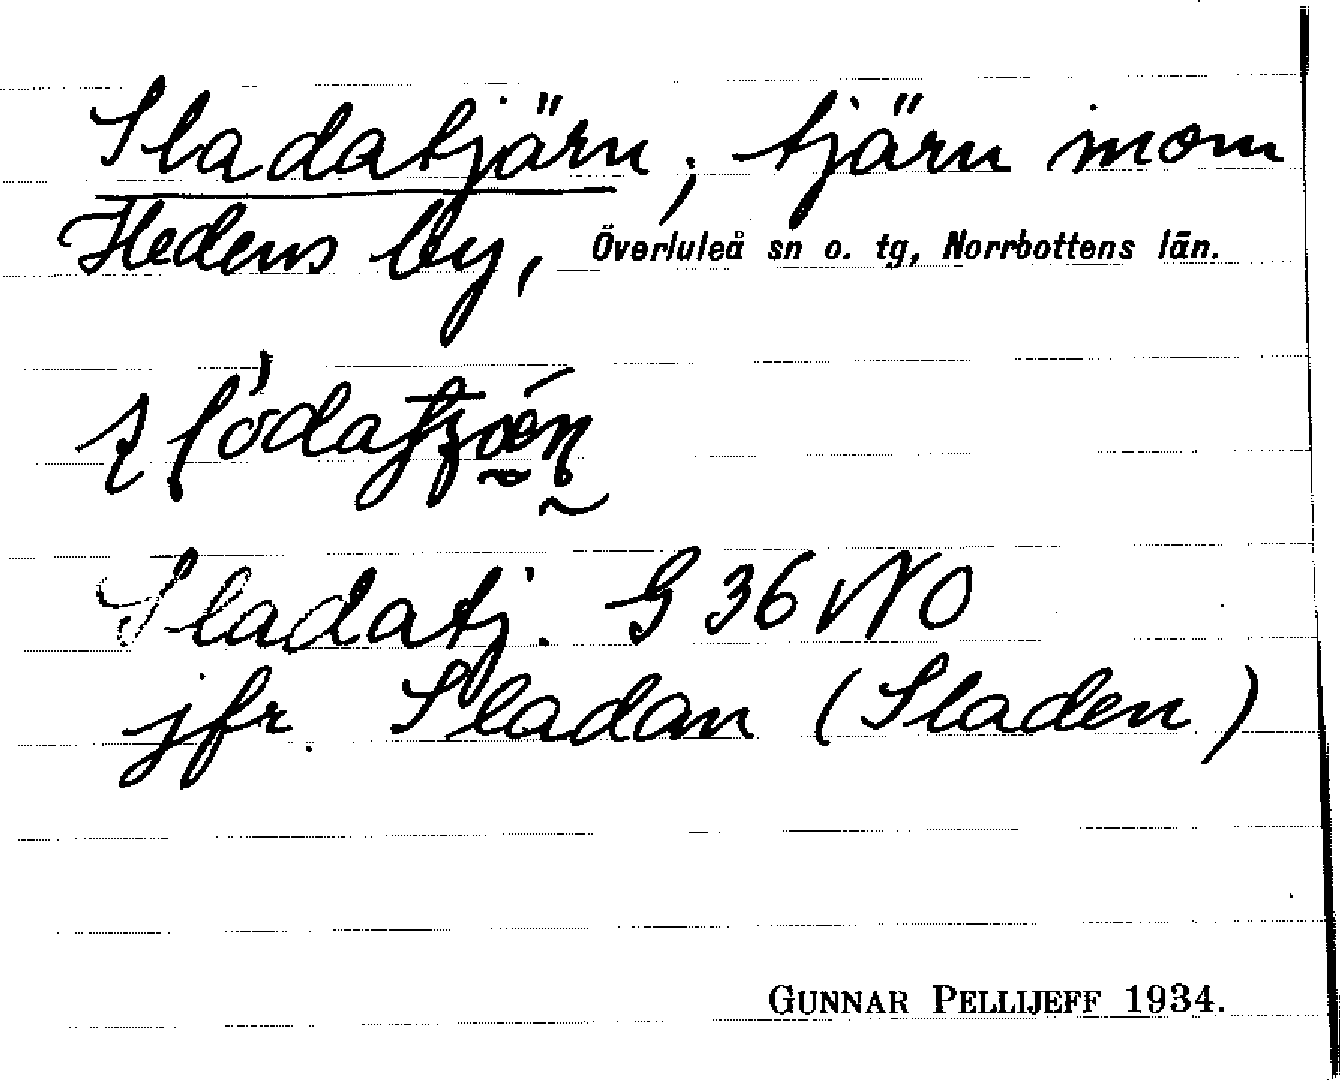 Sladatjärn, tjärn inom
Hedens by, Överluleå sn o. tg, Norrbottens län.
Sladatj. G 36 NO
jfr. Sladan (Sladen)
GUNNAR PELLIJEFF 1934.